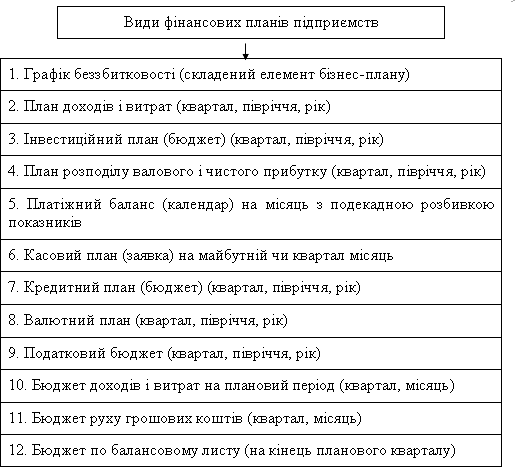 Види фінансових планів підприємств
1. Графік беззбитковості (складений елемент бізнес-плану)
2. План доходів і витрат (квартал, півріччя, рік)
3. Інвестиційний план (бюджет) (квартал, півріччя, рік)
4. План розподілу валового і чистого прибутку (квартал, півріччя, рік)
5. Платіжний баланс (календар) на місяць з подекадною розбивкою
показників
6. Касовий план (заявка) на майбутній чи квартал місяць
7. Кредитний план (бюджет) (квартал, півріччя, рік)
8. Валютний план (квартал, півріччя, рік)
9. Податковий бюджет (квартал, півріччя, рік)
10. Бюджет доходів і витрат на плановий період (квартал, місяць)
11. Бюджет руху грошових коштів (квартал, місяць)
12. Бюджет по балансовому листу (на кінець планового кварталу)